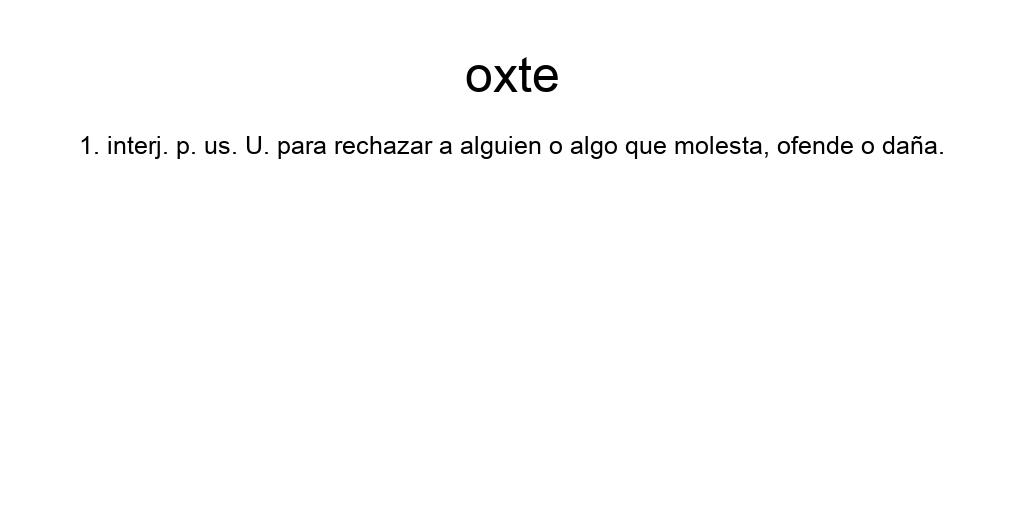 oxte
1. interj. p. us. U. para rechazar a alguien o algo que molesta, ofende o daña.